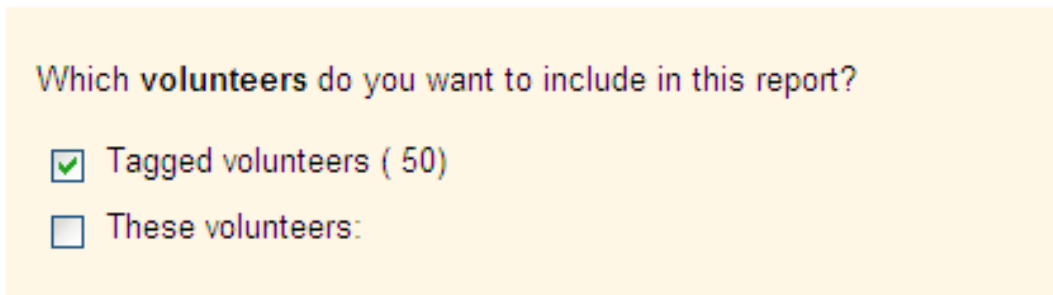 Which volunteers do you want to include in this report?
Tagged volunteers ( 50)
These volunteers: